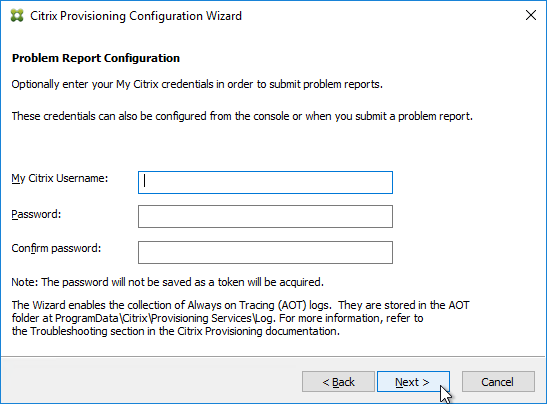 Citrix Provisioning Configuration Wizard
Problem Report Configuration
Optionally enter your My Citrix credentials in order to submit problem reports.
These credentials can also be configured from the console or when you submit a problem report.
My Citrix Username:
Password:
Confirm password:
Note: The password will not be saved as a token will be acquired.
The Wizard enables the collection of Always on Tracing (AOT) logs. They are stored in the AOT
folder at ProgramData\Citrix\Provisioning Services\Log. For more information, refer to
the Troubleshooting section in the Citrix Provisioning documentation.
< Back Next > Cancel